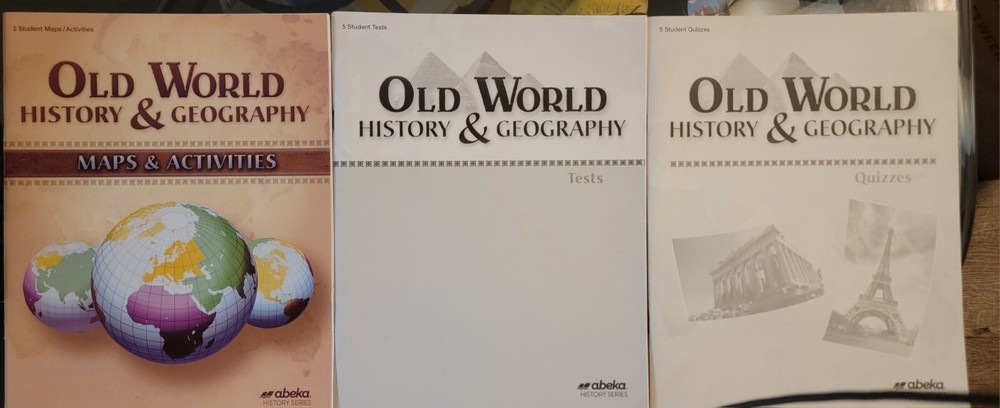 5 Student Maps/Activities
OLD WORLD
HISTORY & GEOGRAPHY
MAPS & ACTIVITIES
abeka
HISTORY SERIES
5 Student Tests
OLD WORLD
HISTORY & GEOGRAPHY
Tests
abeka
HISTORY SERIES
5 Student Quizzes
OLD WORLD
HISTORY & GEOGRAPHY
Quizzes
abeka